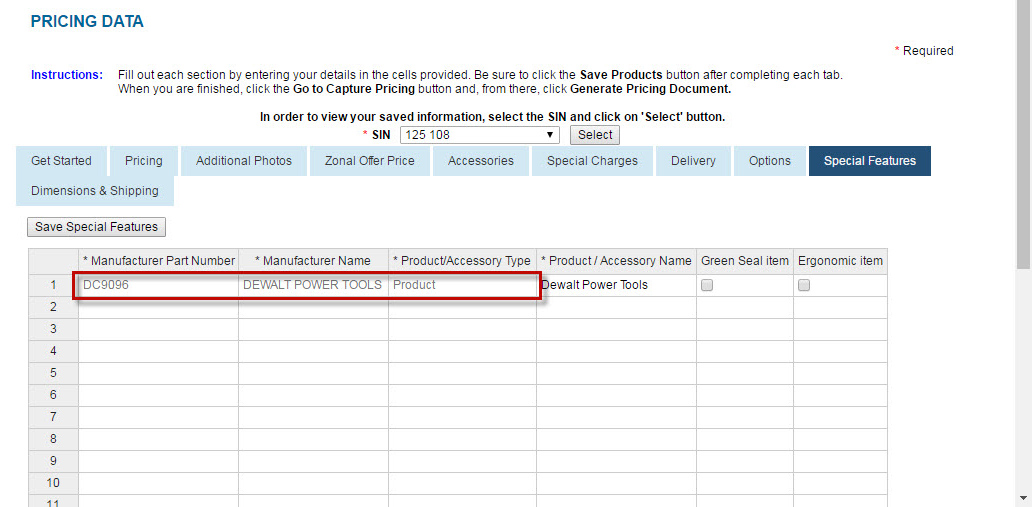 PRICING DATA
* Required
Instructions: Fill out each section by entering your details in the cells provided. Be sure to click the Save Products button after completing each tab.
When you are finished, click the Go to Capture Pricing button and, from there, click Generate Pricing Document.
In order to view your saved information, select the SIN and click on 'Select' button.
* SIN 125 108 Select
Get Started Pricing Additional Photos Zonal Offer Price Accessories Special Charges Delivery Options Special Features
Dimensions & Shipping
Save Special Features
* Manufacturer Part Number * Manufacturer Name * Product/Accessory Type * Product / Accessory Name Green Seal item Ergonomic item
1 DC9096 DEWALT POWER TOOLS Product Dewalt Power Tools
2
3
4
5
6
7
8
9
10
11